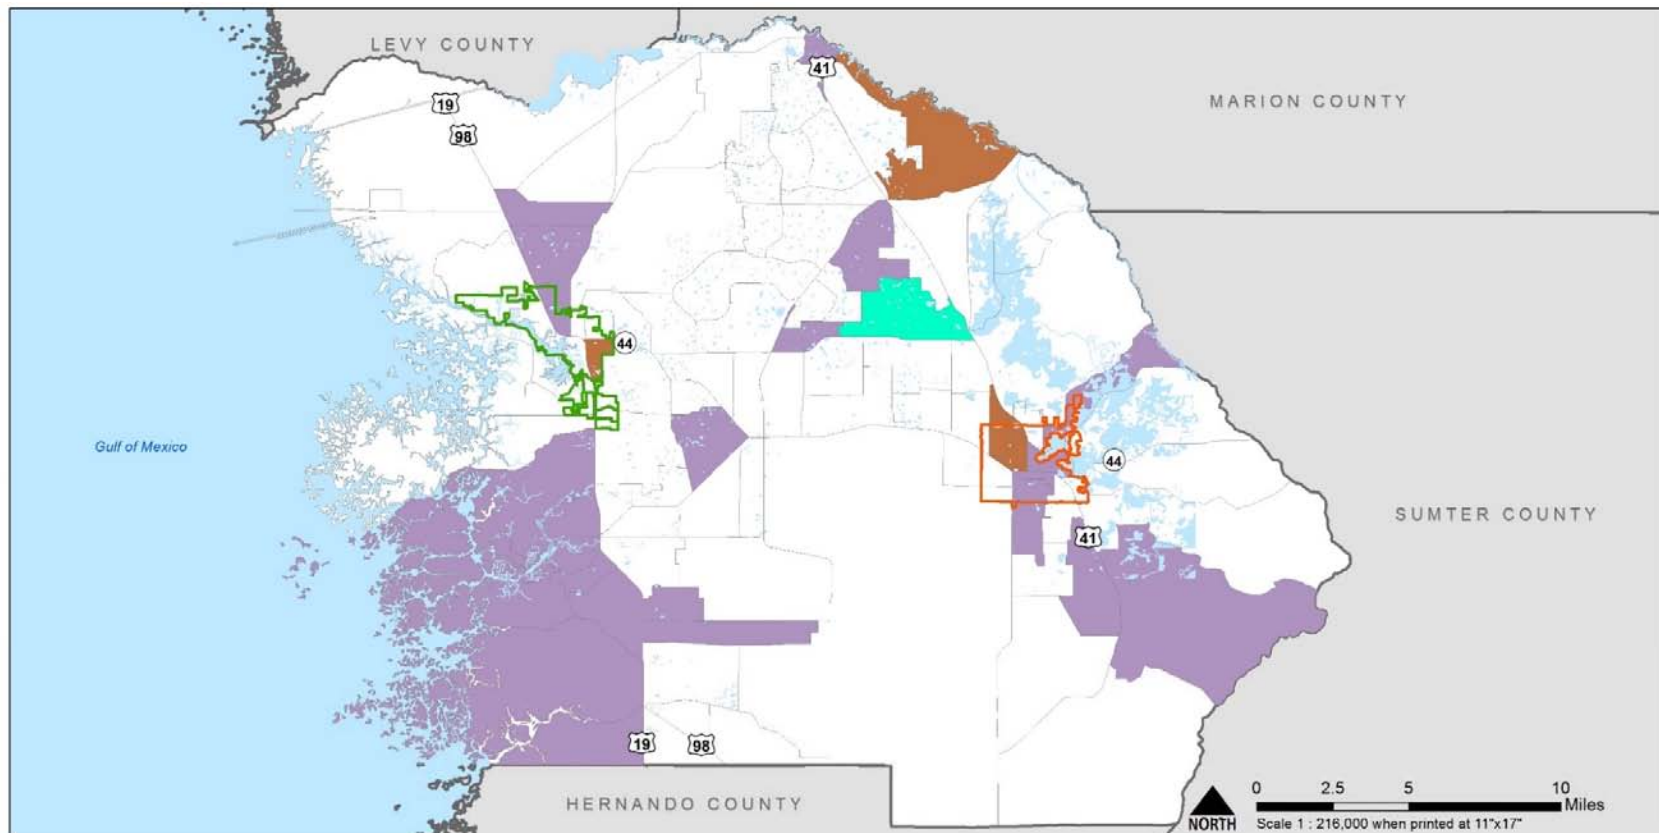 LEVY COUNTY
41
19
MARION COUNTY
98
44
Gulf of Mexico
44
SUMTER COUNTY
41
19
98
HERNANDO COUNTY
NORTH
0 2.5 5 10
Miles
Scale 1 : 216,000 when printed at 11"x17"